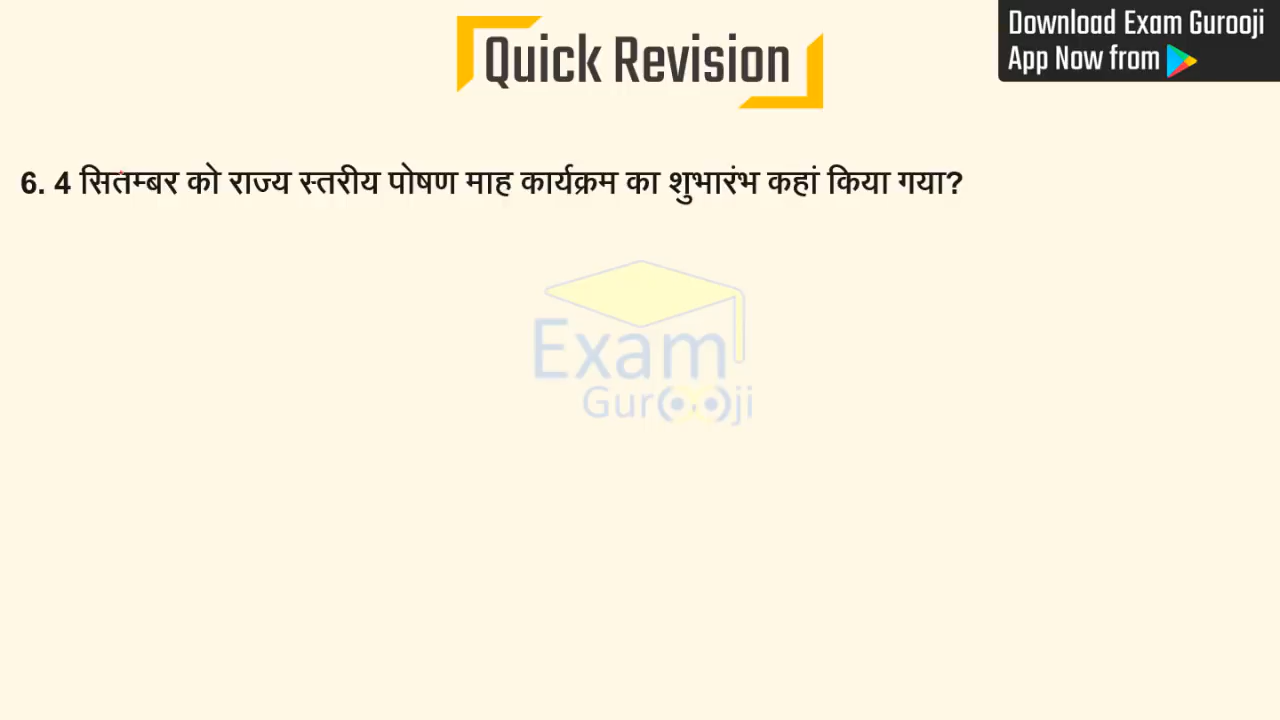 Quick Revision
Download Exam Gurooji
App Now from
6. 4 सितम्बर को राज्य स्तरीय पोषण माह कार्यक्रम का शुभारंभ कहां किया गया?
Exam
Gurooji